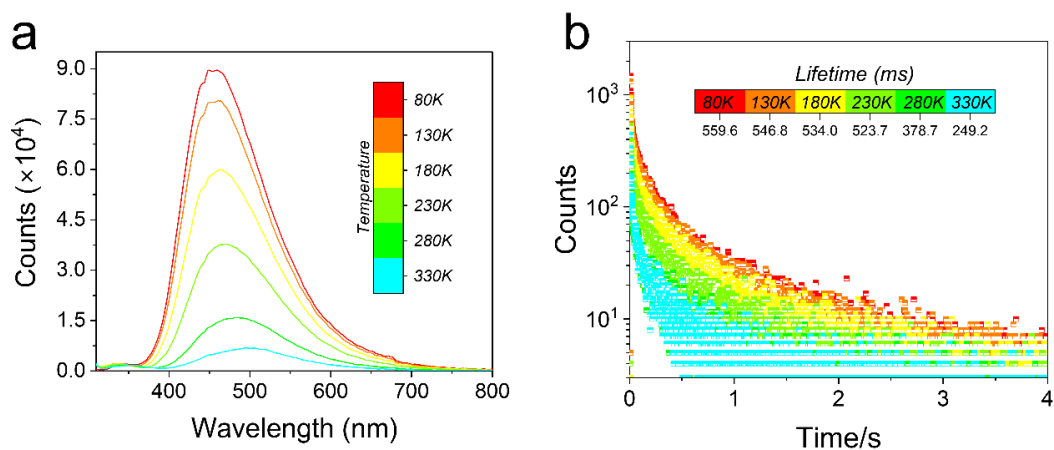 a
Counts (×10⁴)
9.0
7.5
6.0
4.5
3.0
1.5
0.0
400 500 600 700 800
Wavelength (nm)
Temperature
80K
130K
180K
230K
280K
330K
b
Counts
10³
10²
10¹
Lifetime (ms)
80K 130K 180K 230K 280K 330K
559.6 546.8 534.0 523.7 378.7 249.2
0 1 2 3 4
Time/s